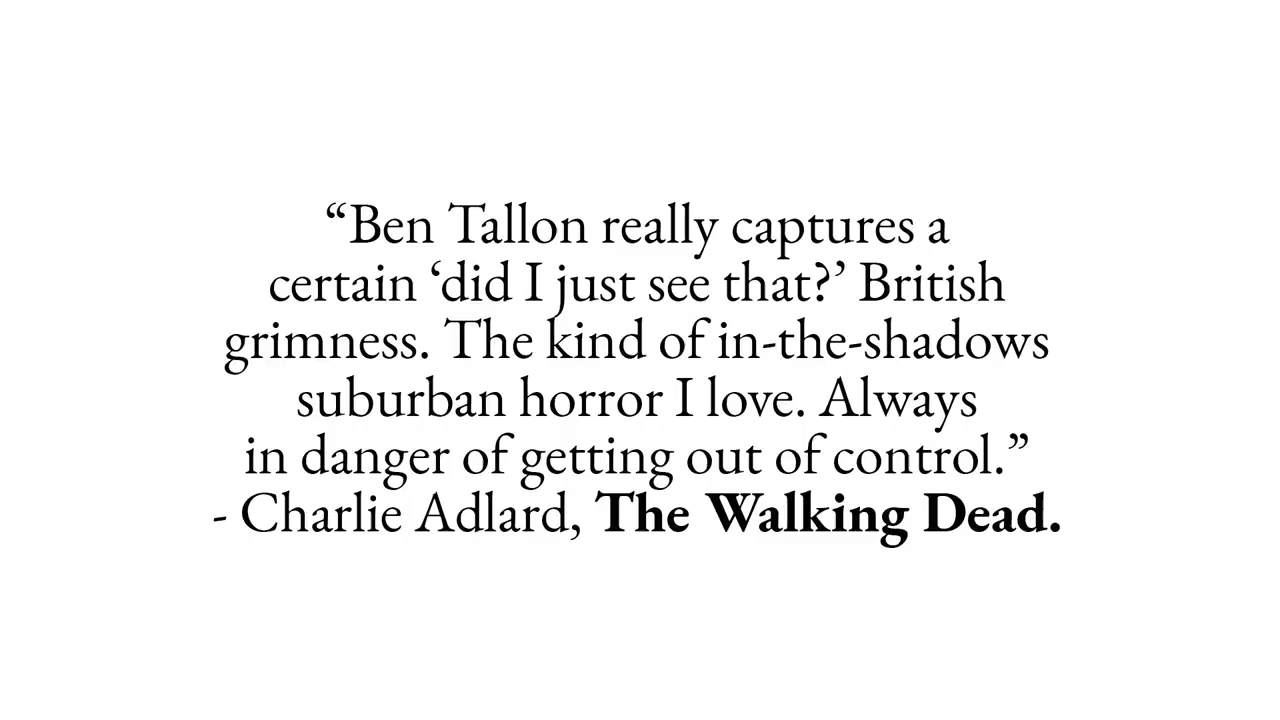 “Ben Tallon really captures a
certain ‘did I just see that?’ British
grimness. The kind of in-the-shadows
suburban horror I love. Always
in danger of getting out of control.”
- Charlie Adlard, The Walking Dead.